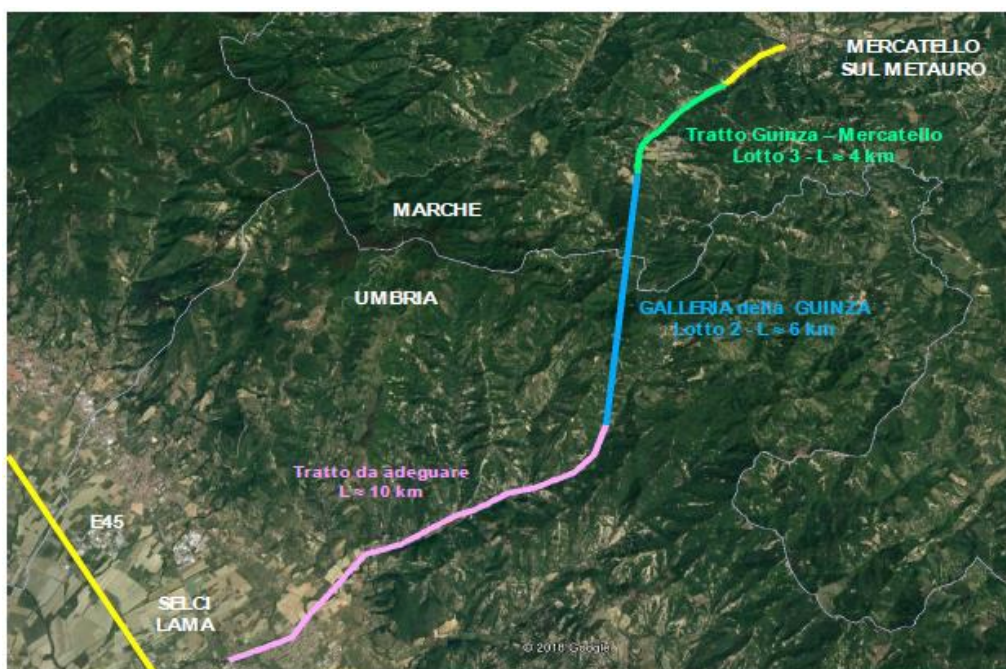 MERCATELLO
SUL METAURO
Tratto Guinza – Mercatello
Lotto 3 - L ≈ 4 km
MARCHE
UMBRIA
GALLERIA della GUINZA
Lotto 2 - L ≈ 6 km
Tratto da adeguare
L ≈ 10 km
E45
SELCI
LAMA
© 2018 Google